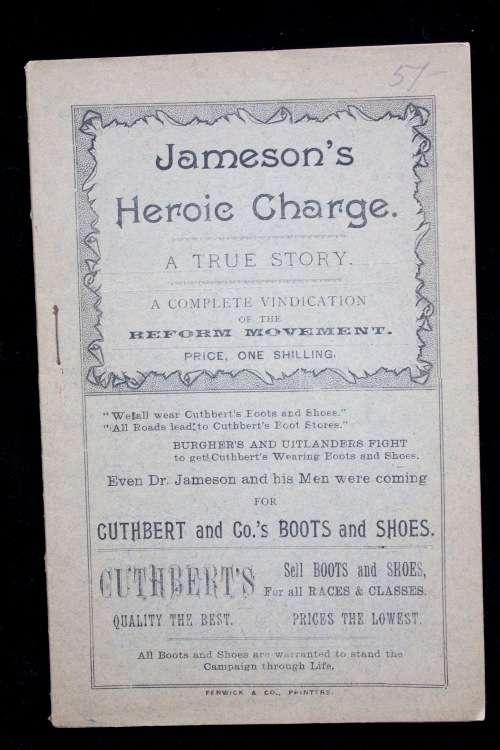 5/-
Jameson's
Heroic Charge.
A TRUE STORY.
A COMPLETE VINDICATION
OF THE
REFORM MOVEMENT.
PRICE, ONE SHILLING.
"We all wear Cuthbert's Boots and Shoes."
"All Roads lead to Cuthbert's Boot Stores."
BURGHER'S AND UITLANDERS FIGHT
to get Cuthbert's Wearing Boots and Shoes.
Even Dr. Jameson and his Men were coming
FOR
CUTHBERT and Co.'s BOOTS and SHOES.
CUTHBERT'S
Sell BOOTS and SHOES,
For all RACES & CLASSES.
QUALITY THE BEST. PRICES THE LOWEST.
All Boots and Shoes are warranted to stand the
Campaign through Life.
FENWICK & CO., PRINTERS.